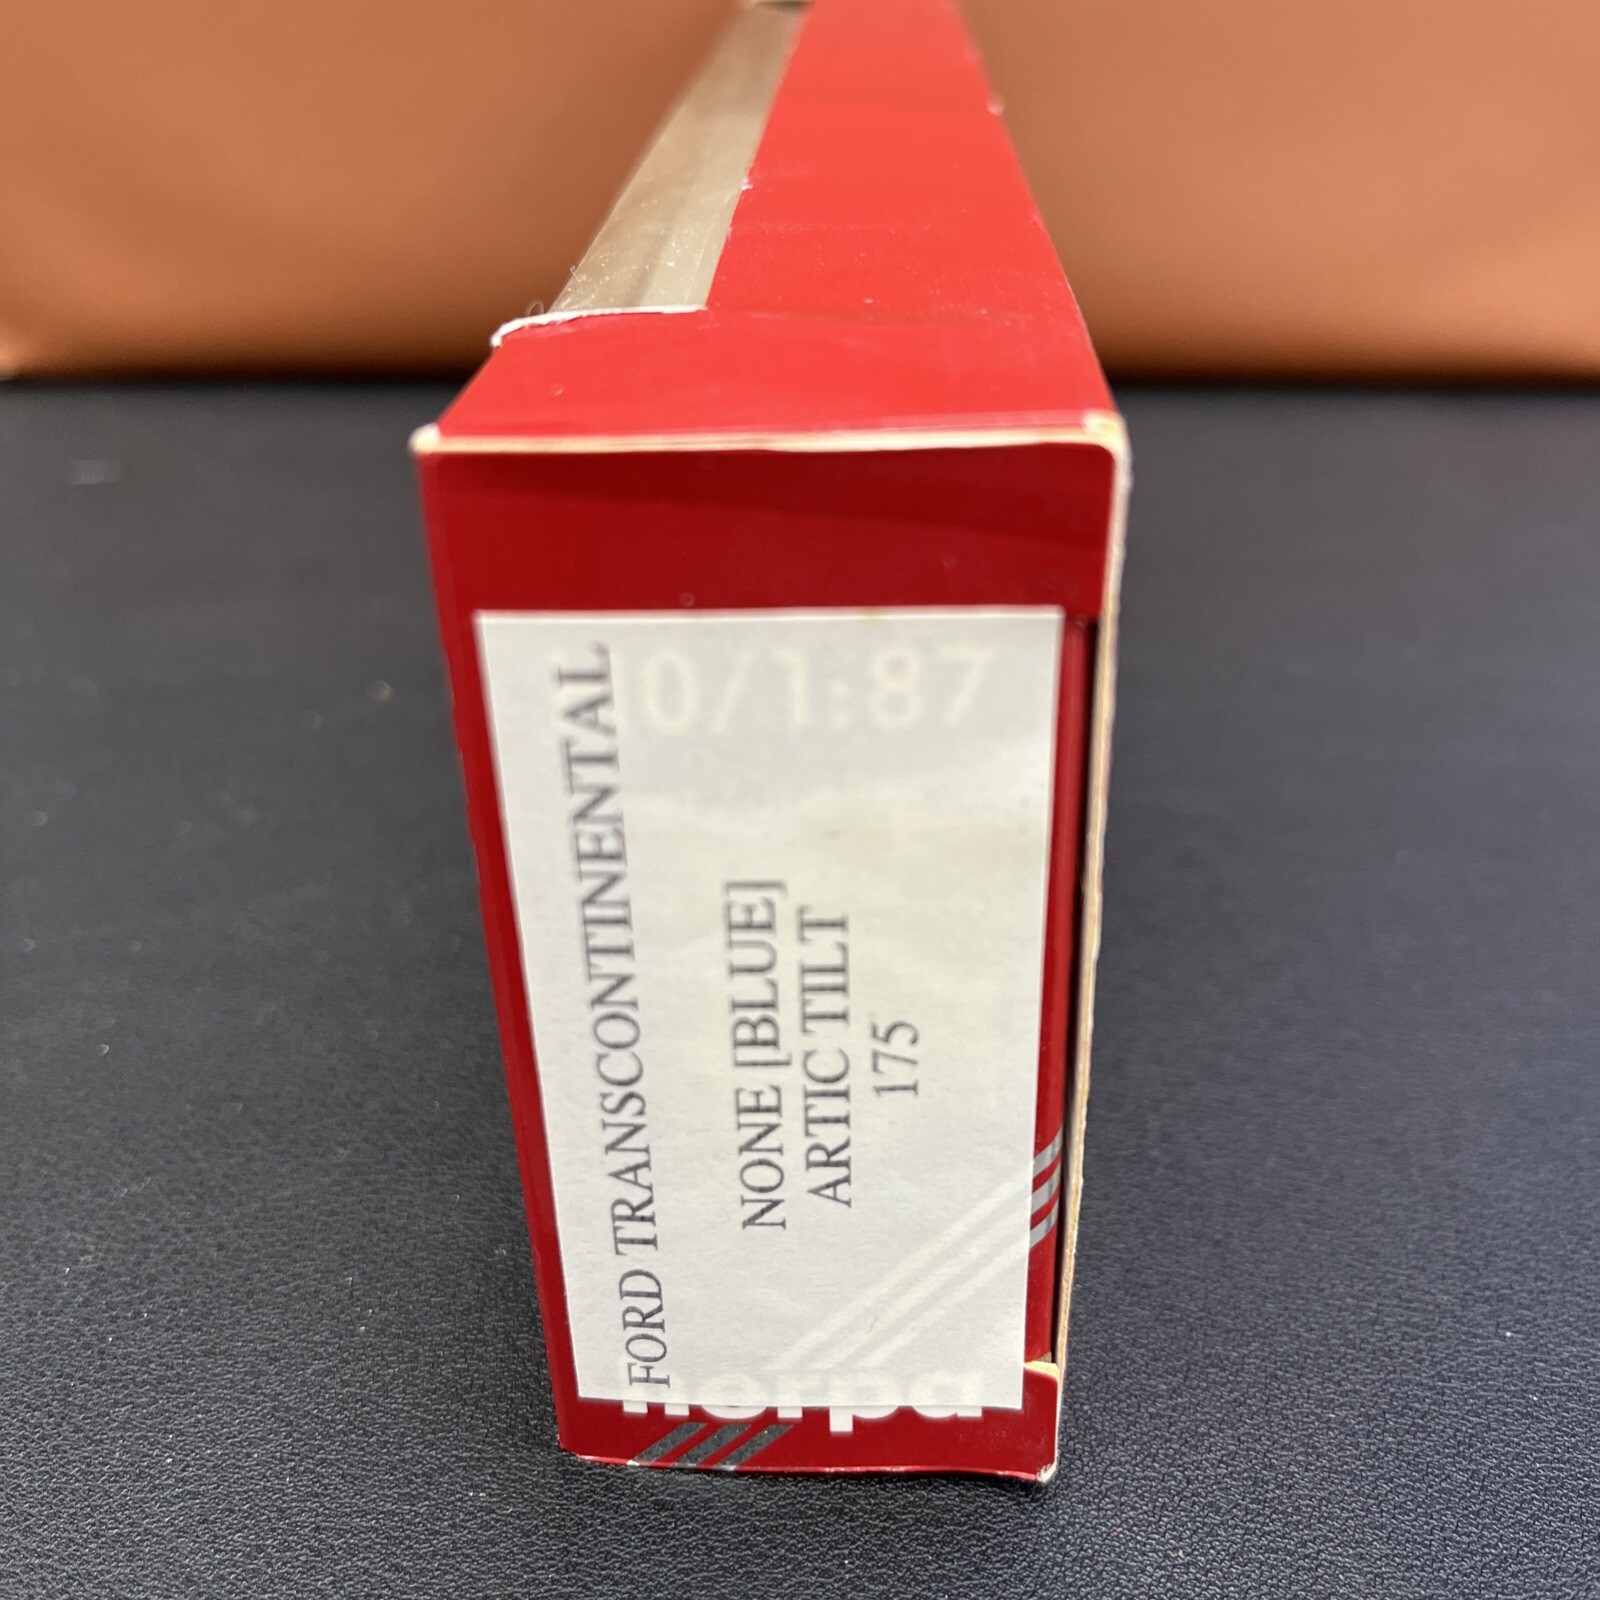 FORD TRANSCONTINENTAL
NONE [BLUE]
ARTIC TILT
175
0/1:87
herpa